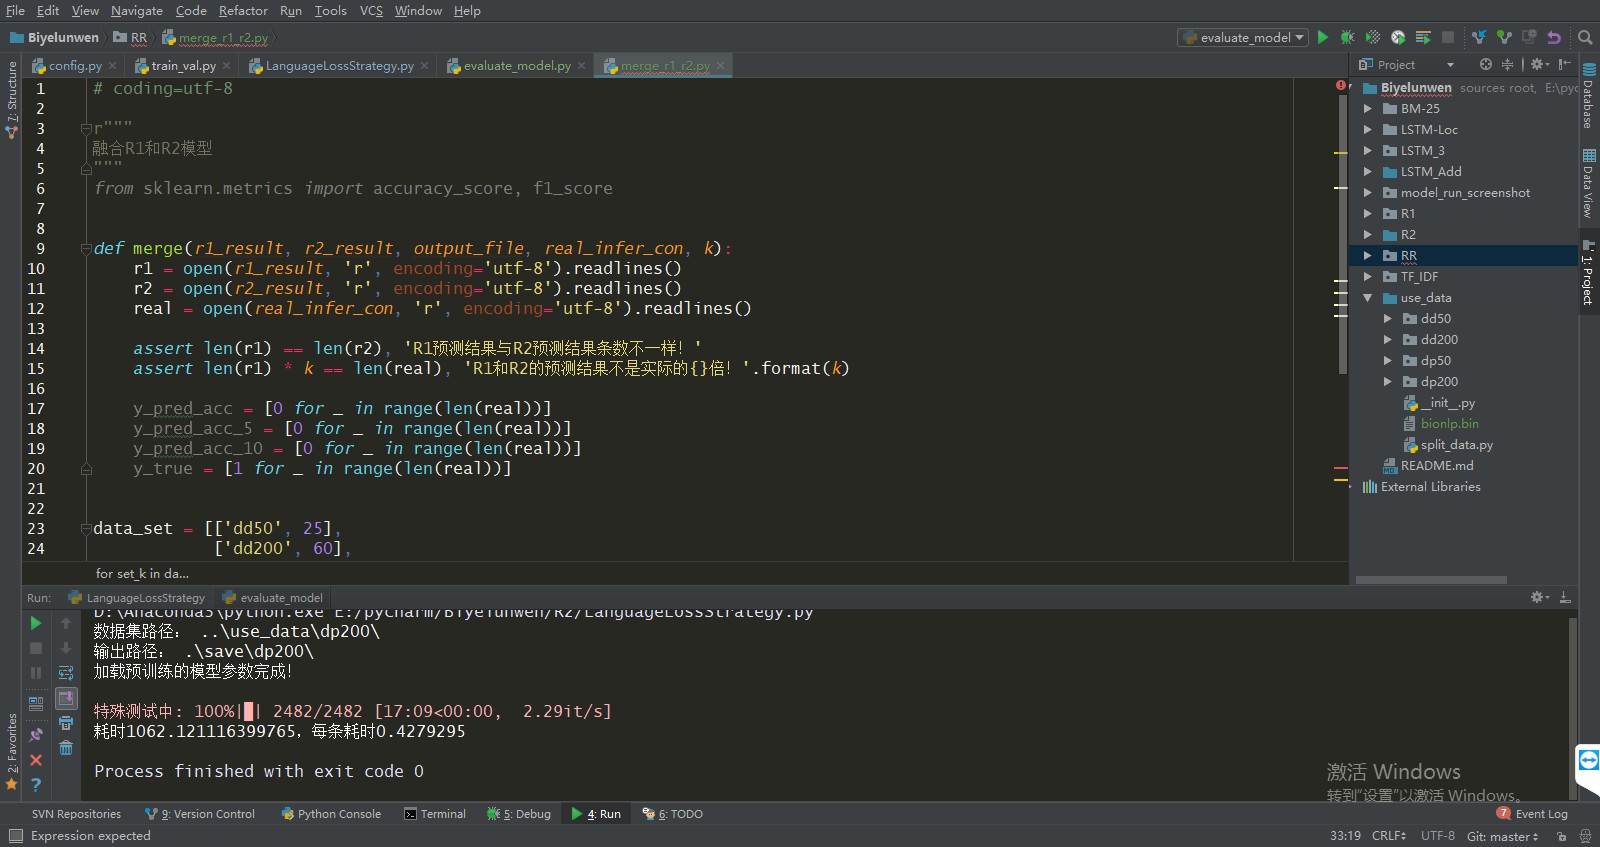 File Edit View Navigate Code Refactor Run Tools VCS Window Help
Biyelunwen RR merge_r1_r2.py evaluate_model
config.py train_val.py LanguageLossStrategy.py evaluate_model.py merge_r1_r2.py
7: Structure
1 # coding=utf-8
2
3 r"""
4 融合R1和R2模型
5 """
6 from sklearn.metrics import accuracy_score, f1_score
7
8
9 def merge(r1_result, r2_result, output_file, real_infer_con, k):
10 r1 = open(r1_result, 'r', encoding='utf-8').readlines()
11 r2 = open(r2_result, 'r', encoding='utf-8').readlines()
12 real = open(real_infer_con, 'r', encoding='utf-8').readlines()
13
14 assert len(r1) == len(r2), 'R1预测结果与R2预测结果条数不一样！'
15 assert len(r1) * k == len(real), 'R1和R2的预测结果不是实际的{}倍！'.format(k)
16
17 y_pred_acc = [0 for _ in range(len(real))]
18 y_pred_acc_5 = [0 for _ in range(len(real))]
19 y_pred_acc_10 = [0 for _ in range(len(real))]
20 y_true = [1 for _ in range(len(real))]
21
22
23 data_set = [['dd50', 25],
24 ['dd200', 60],
for set_k in da...
Project
Biyelunwen sources root, E:\pyc
BM-25
LSTM-Loc
LSTM_3
LSTM_Add
model_run_screenshot
R1
R2
RR
TF_IDF
use_data
dd50
dd200
dp50
dp200
__init__.py
bionlp.bin
split_data.py
README.md
External Libraries
Database
Data View
1: Project
Run: LanguageLossStrategy evaluate_model
D:\Anaconda3\python.exe E:/pycharm/Biyelunwen/R2/LanguageLossStrategy.py
数据集路径： ..\use_data\dp200\
输出路径： .\save\dp200\
加载预训练的模型参数完成！
特殊测试中: 100%|█| 2482/2482 [17:09<00:00, 2.29it/s]
耗时1062.121116399765，每条耗时0.4279295
Process finished with exit code 0
2: Favorites
激活 Windows
转到"设置"以激活 Windows。
SVN Repositories 9: Version Control Python Console Terminal 5: Debug 4: Run 6: TODO 7 Event Log
Expression expected 33:19 CRLF UTF-8 Git: master